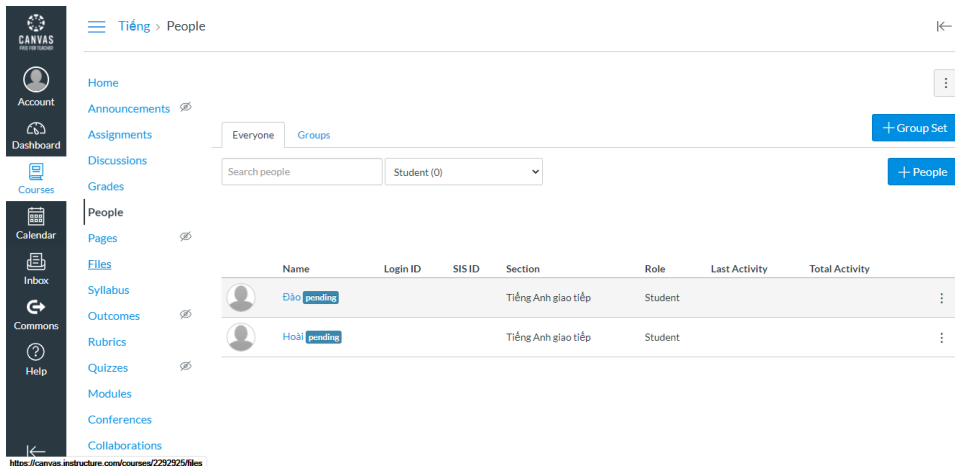 CANVAS
FREE FOR TEACHER
Account
Dashboard
Courses
Calendar
Inbox
Commons
Help
Tiếng > People
Home
Announcements
Assignments
Discussions
Grades
People
Pages
Files
Syllabus
Outcomes
Rubrics
Quizzes
Modules
Conferences
Collaborations
Everyone Groups
+ Group Set
Search people Student (0)
+ People
Name Login ID SIS ID Section Role Last Activity Total Activity
Đào pending Tiếng Anh giao tiếp Student
Hoài pending Tiếng Anh giao tiếp Student
https://canvas.instructure.com/courses/2292925/files